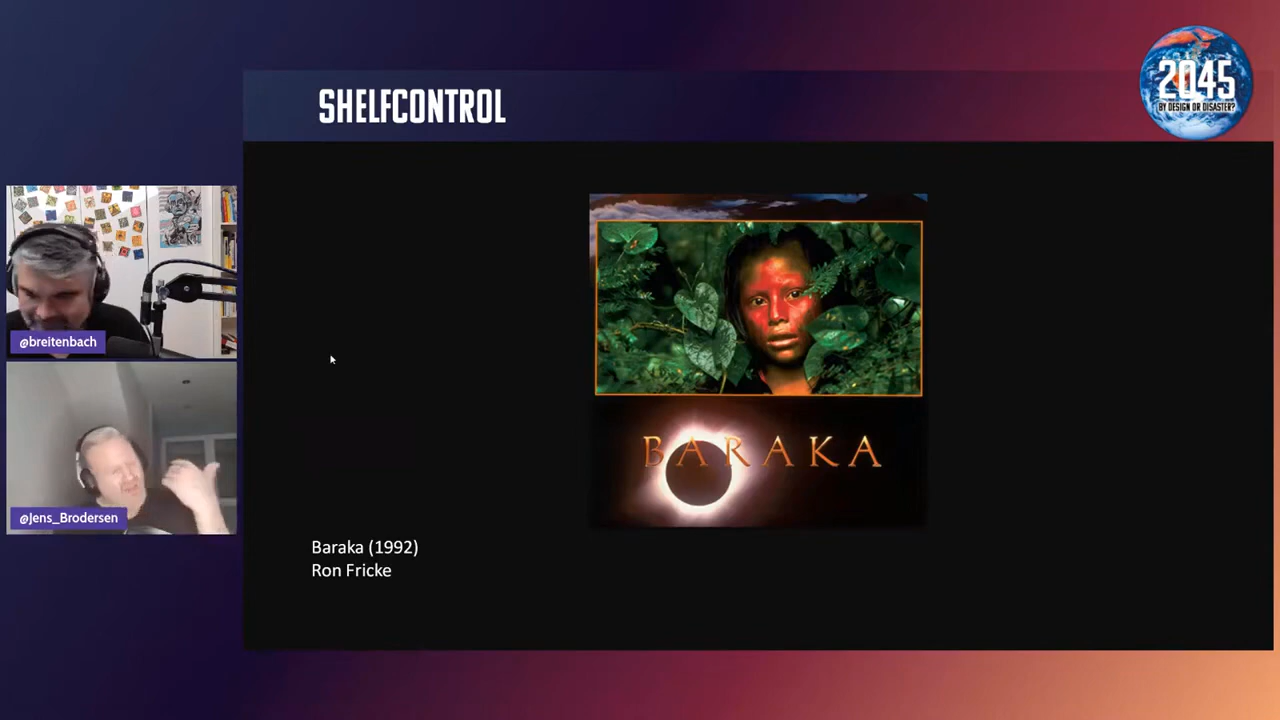 SHELFCONTROL
2045
BY DESIGN OR DISASTER?
@breitenbach
@Jens_Brodersen
BARAKA
Baraka (1992)
Ron Fricke